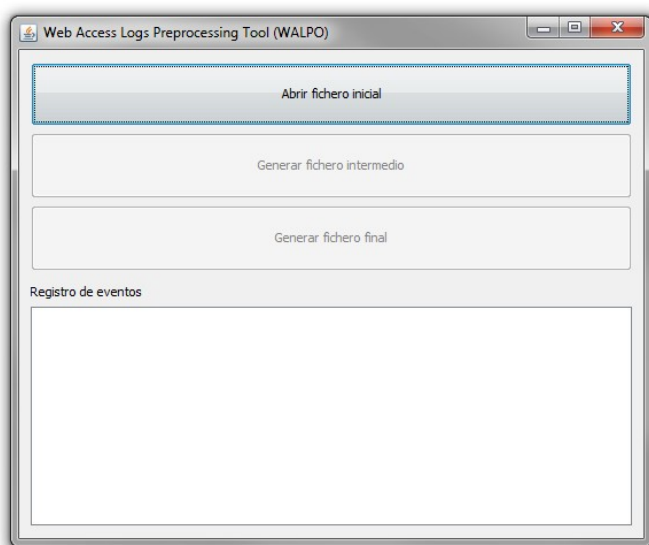 Web Access Logs Preprocessing Tool (WALPO)
Abrir fichero inicial
Generar fichero intermedio
Generar fichero final
Registro de eventos